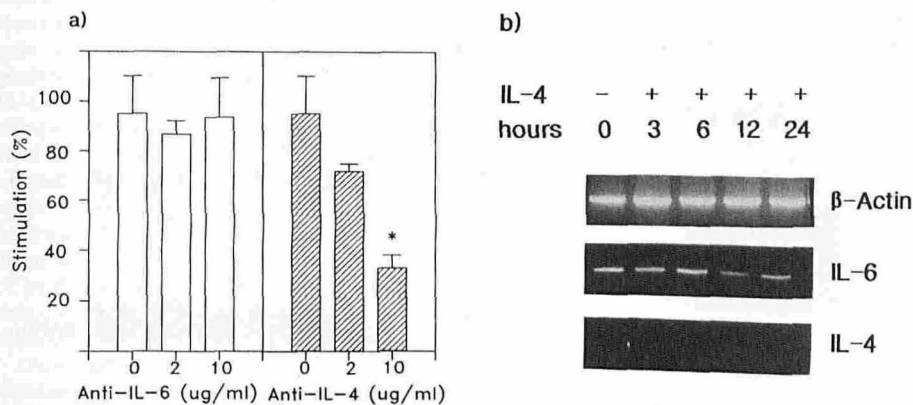 a)
Stimulation (%)
100
80
60
40
20
*
0 2 10 0 2 10
Anti-IL-6 (ug/ml) Anti-IL-4 (ug/ml)
b)
IL-4 - + + + +
hours 0 3 6 12 24
β-Actin
IL-6
IL-4